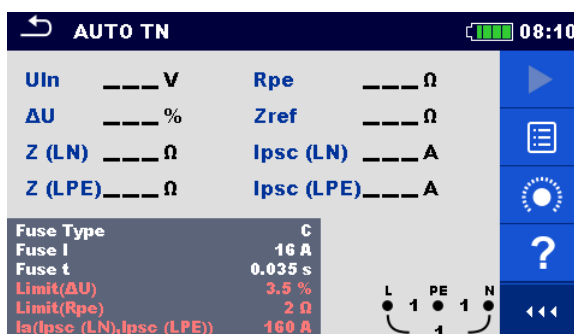 AUTO TN 08:10
Uln ___V Rpe ___Ω
ΔU ___% Zref ___Ω
Z (LN) ___Ω Ipsc (LN) ___A
Z (LPE)___Ω Ipsc (LPE)___A
Fuse Type C
Fuse I 16 A
Fuse t 0.035 s
Limit(ΔU) 3.5 %
Limit(Rpe) 2 Ω
Ia(Ipsc (LN),Ipsc (LPE)) 160 A
L PE N
1 1
1
?